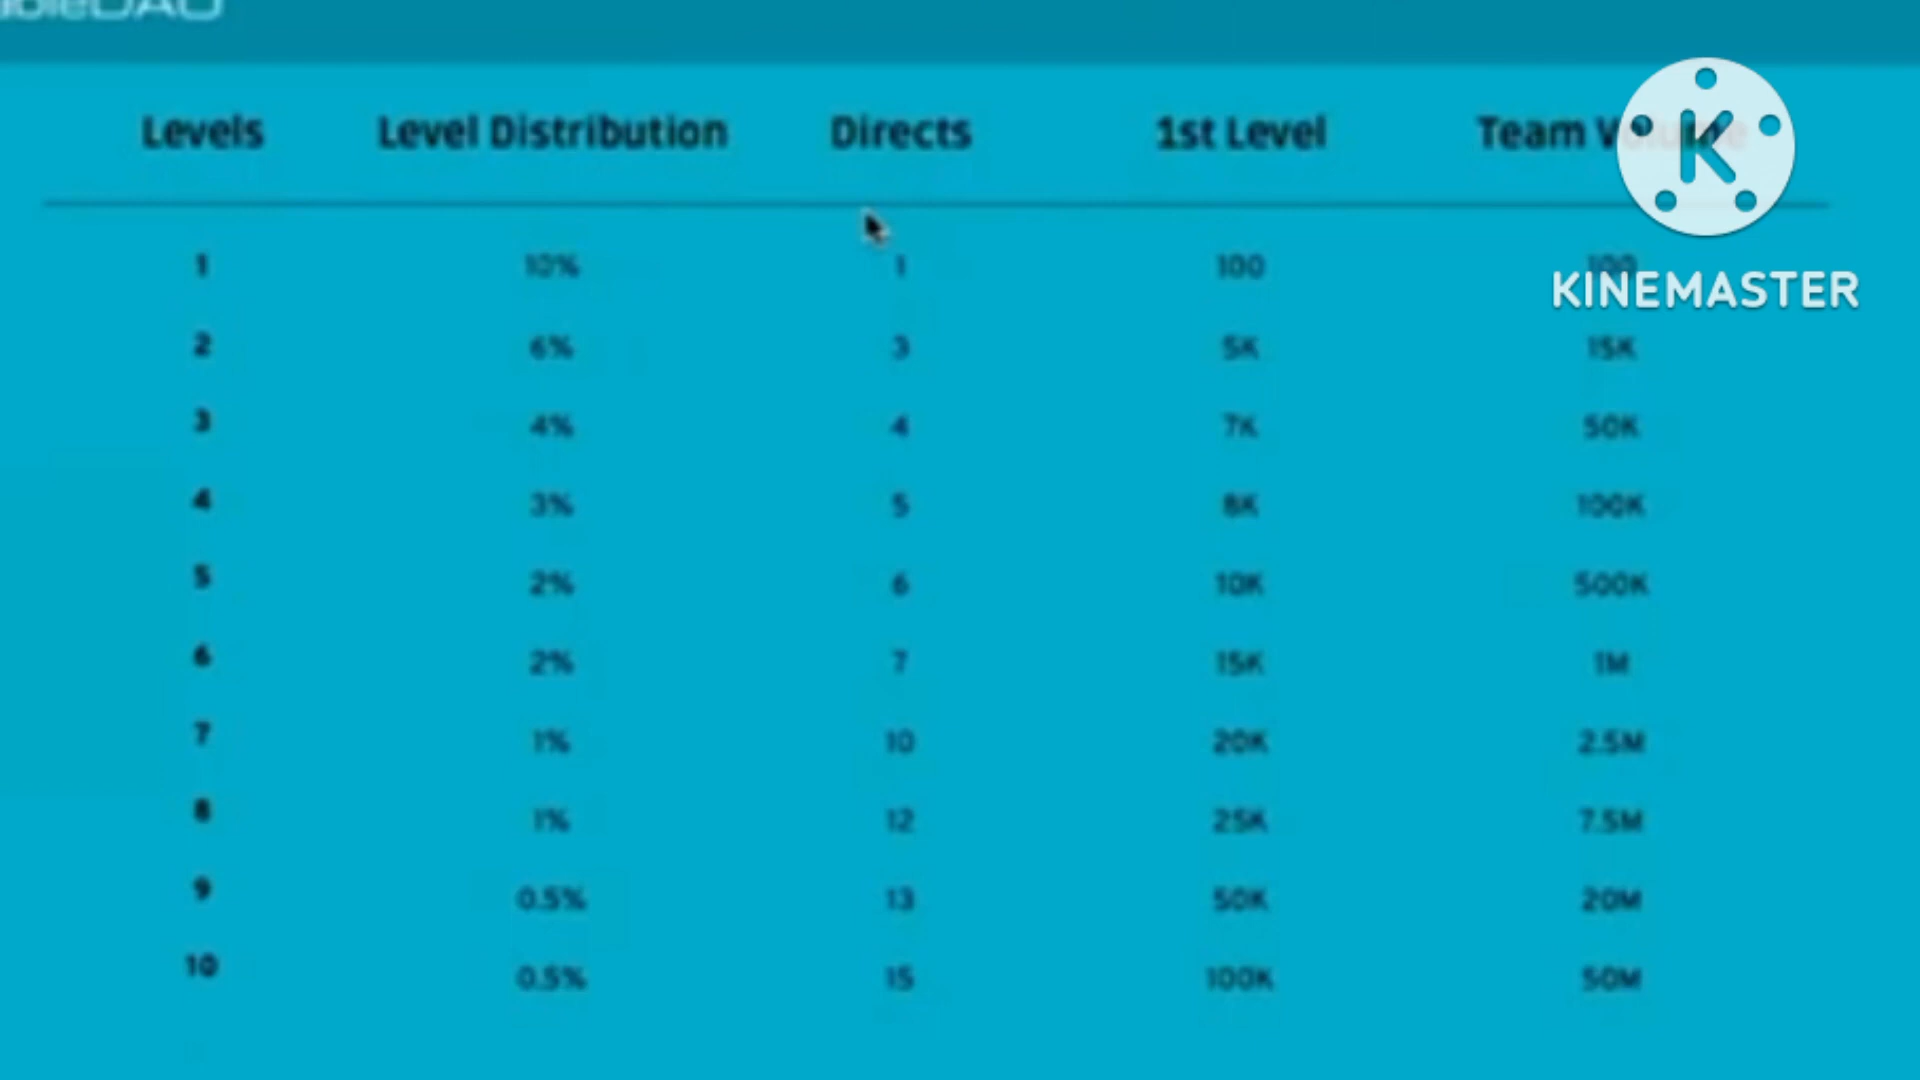 ableDAO
Levels Level Distribution Directs 1st Level Team Volume
1 10% 1 100 100
2 6% 3 5K 15K
3 4% 4 7K 50K
4 3% 5 8K 100K
5 2% 6 10K 500K
6 2% 7 15K 1M
7 1% 10 20K 2.5M
8 1% 12 25K 7.5M
9 0.5% 13 50K 20M
10 0.5% 15 100K 50M
K
KINEMASTER